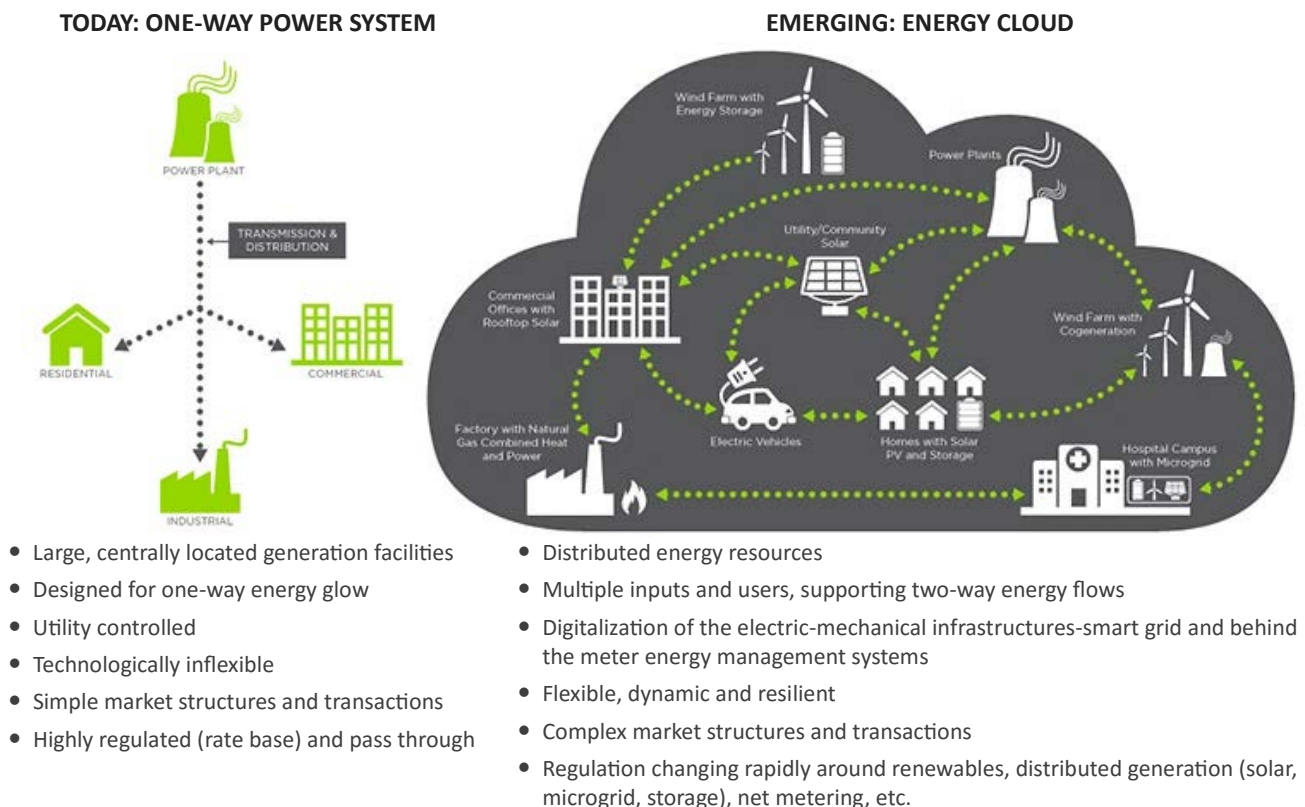 TODAY: ONE-WAY POWER SYSTEM
POWER PLANT
TRANSMISSION &
DISTRIBUTION
RESIDENTIAL
COMMERCIAL
INDUSTRIAL
• Large, centrally located generation facilities
• Designed for one-way energy glow
• Utility controlled
• Technologically inflexible
• Simple market structures and transactions
• Highly regulated (rate base) and pass through
EMERGING: ENERGY CLOUD
Wind Farm with
Energy Storage
Power Plants
Utility/Community
Solar
Commercial
Offices with
Rooftop Solar
Wind Farm with
Cogeneration
Factory with Natural
Gas Combined Heat
and Power
Electric Vehicles
Homes with Solar
PV and Storage
Hospital Campus
with Microgrid
• Distributed energy resources
• Multiple inputs and users, supporting two-way energy flows
• Digitalization of the electric-mechanical infrastructures-smart grid and behind
the meter energy management systems
• Flexible, dynamic and resilient
• Complex market structures and transactions
• Regulation changing rapidly around renewables, distributed generation (solar,
microgrid, storage), net metering, etc.